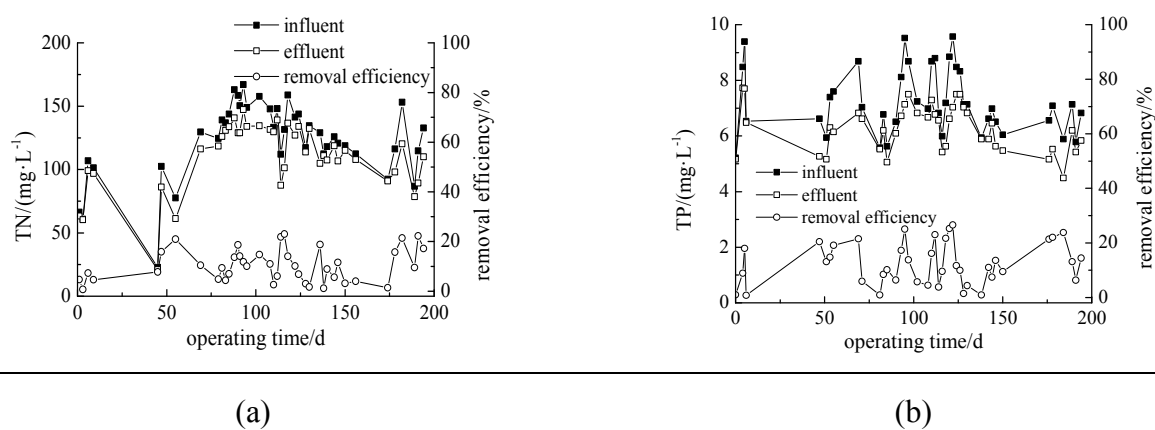 influent
effluent
removal efficiency
TN/(mg·L⁻¹)
200
150
100
50
0
100
80
60
40
20
0
removal efficiency/%
0
50
100
150
200
operating time/d
(a)
TP/(mg·L⁻¹)
10
8
6
4
2
0
influent
effluent
removal efficiency
100
80
60
40
20
0
removal efficiency/%
0
50
100
150
200
operating time/d
(b)